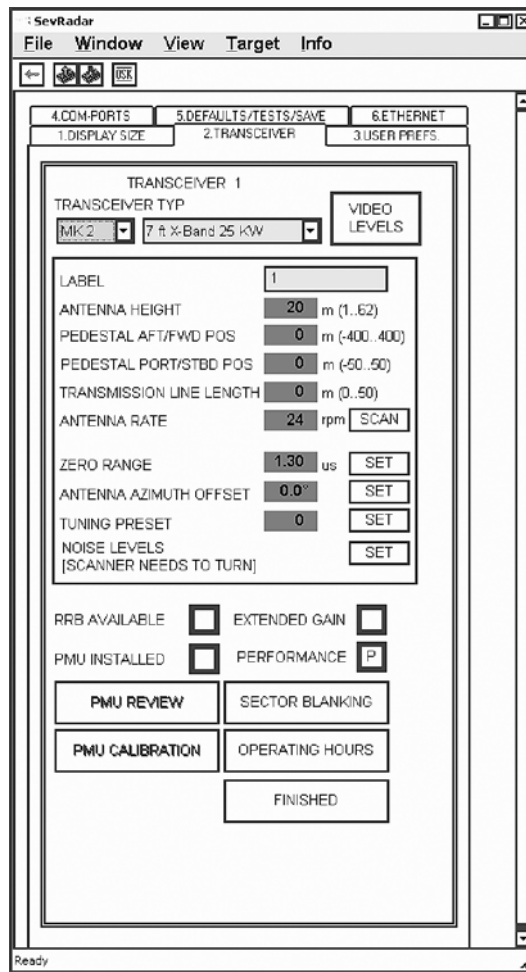 SevRadar
File Window View Target Info
OSK
4.COM-PORTS 5.DEFAULTS/TESTS/SAVE 6.ETHERNET
1.DISPLAY SIZE 2.TRANSCEIVER 3.USER PREFS.
TRANSCEIVER 1
TRANSCEIVER TYP
VIDEO
LEVELS
MK 2 7 ft X-Band 25 KW
LABEL 1
ANTENNA HEIGHT 20 m (1..62)
PEDESTAL AFT/FWD POS 0 m (-400..400)
PEDESTAL PORT/STBD POS 0 m (-50..50)
TRANSMISSION LINE LENGTH 0 m (0..50)
ANTENNA RATE 24 rpm SCAN
ZERO RANGE 1.30 us SET
ANTENNA AZIMUTH OFFSET 0.0° SET
TUNING PRESET 0 SET
NOISE LEVELS SET
[SCANNER NEEDS TO TURN]
RRB AVAILABLE EXTENDED GAIN
PMU INSTALLED PERFORMANCE P
PMU REVIEW SECTOR BLANKING
PMU CALIBRATION OPERATING HOURS
FINISHED
Ready